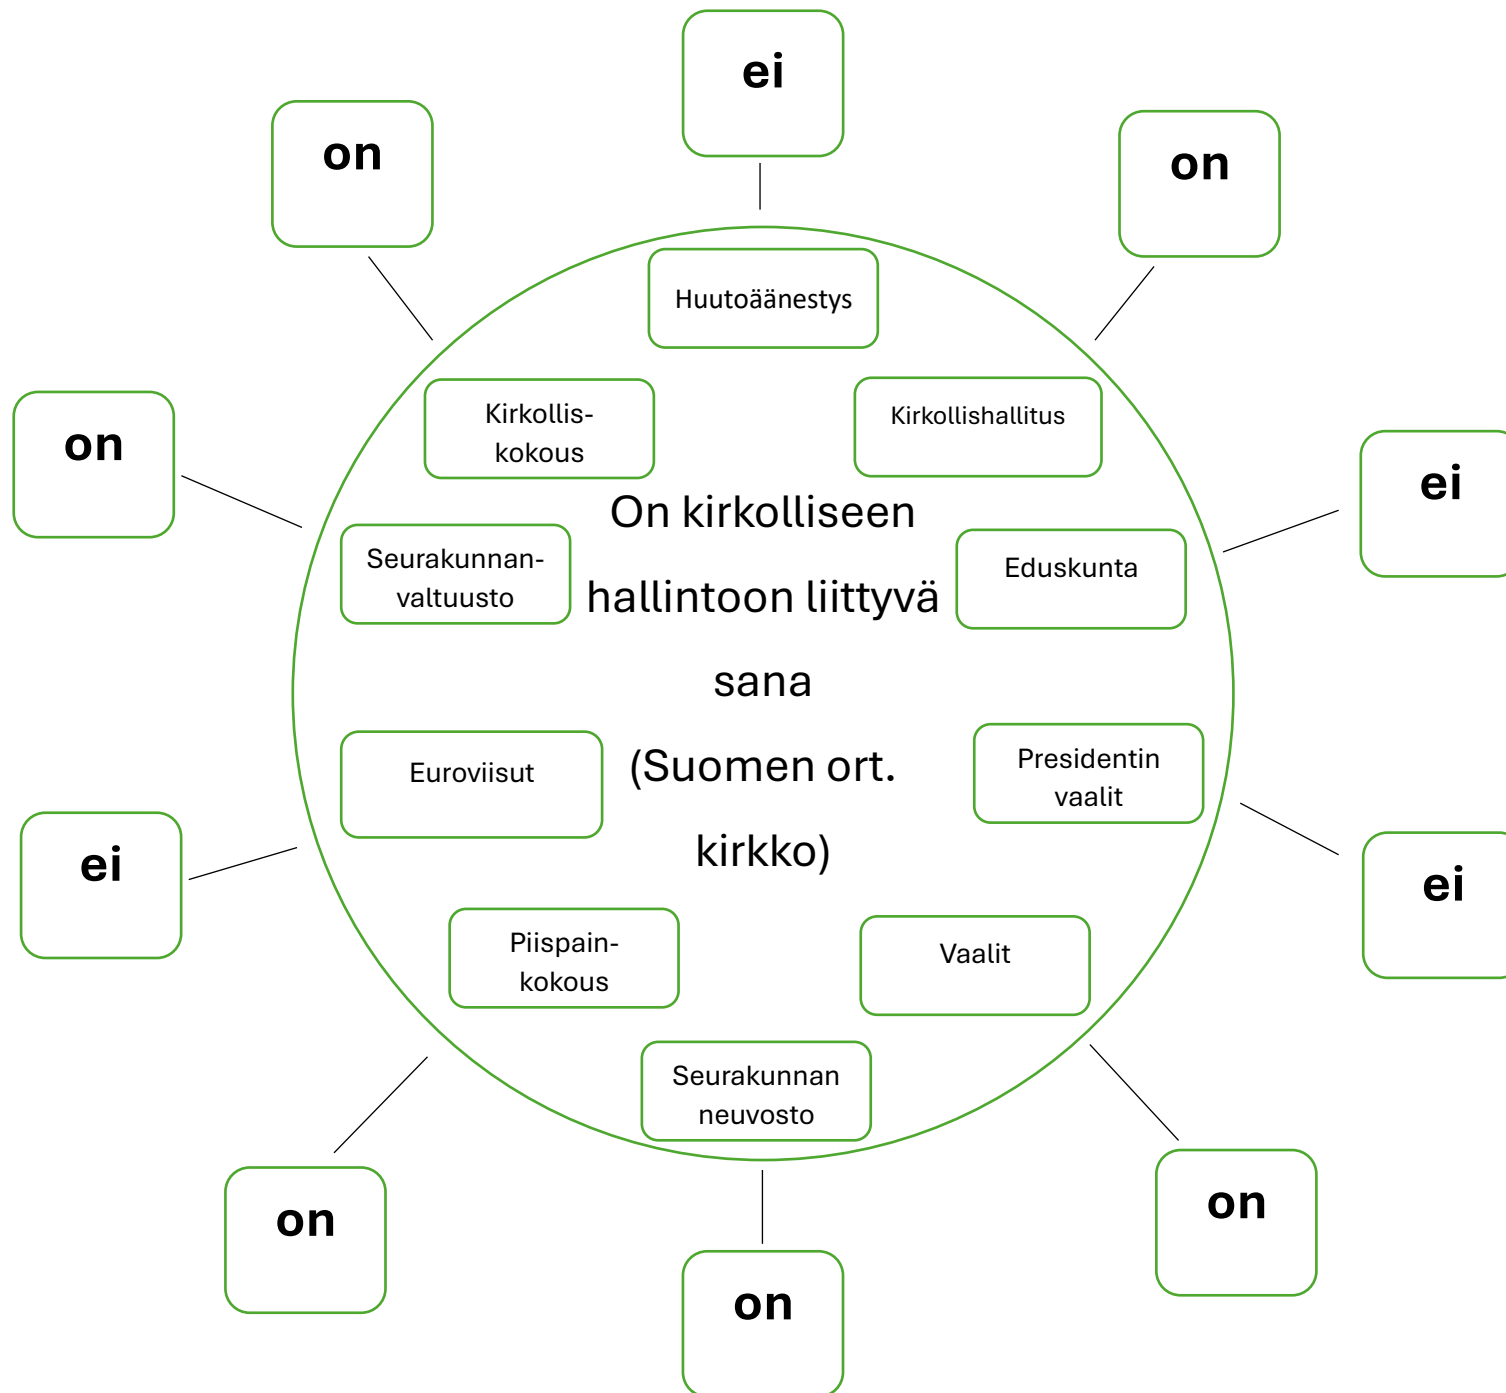 ei
on
on
Huutoäänestys
Kirkollis-
kokous
Kirkollishallitus
on
ei
On kirkolliseen
hallintoon liittyvä
sana
(Suomen ort.
kirkko)
Seurakunnan-
valtuusto
Eduskunta
Euroviisut
Presidentin
vaalit
ei
ei
Piispain-
kokous
Vaalit
Seurakunnan
neuvosto
on
on
on